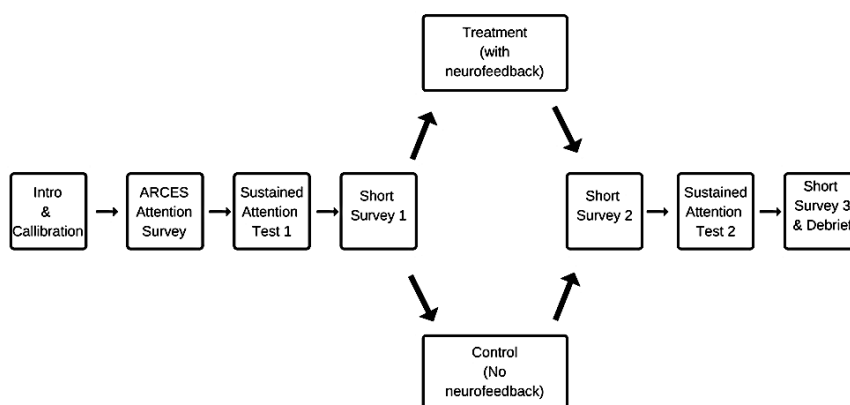 Treatment
(with
neurofeedback)
Intro
&
Callibration
ARCES
Attention
Survey
Sustained
Attention
Test 1
Short
Survey 1
Short
Survey 2
Sustained
Attention
Test 2
Short
Survey 3
& Debrief
Control
(No
neurofeedback)